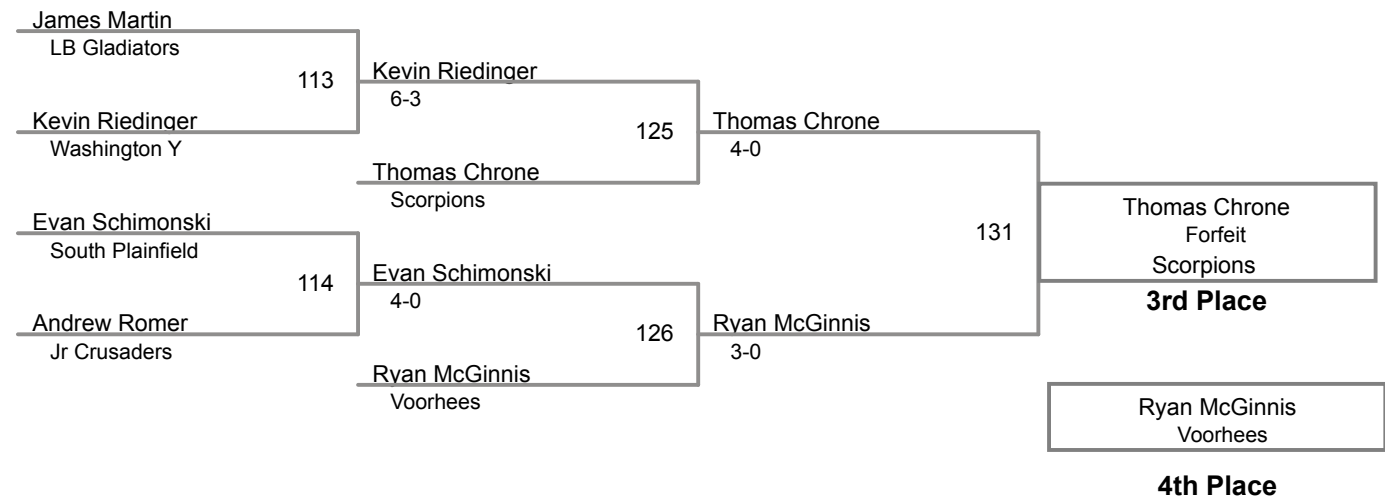 James Martin
LB Gladiators
113
Kevin Riedinger
6-3
Kevin Riedinger
Washington Y
125
Thomas Chrone
4-0
Thomas Chrone
Scorpions
Evan Schimonski
South Plainfield
114
Evan Schimonski
4-0
Andrew Romer
Jr Crusaders
126
Ryan McGinnis
3-0
Ryan McGinnis
Voorhees
131
Thomas Chrone
Forfeit
Scorpions
3rd Place
Ryan McGinnis
Voorhees
4th Place